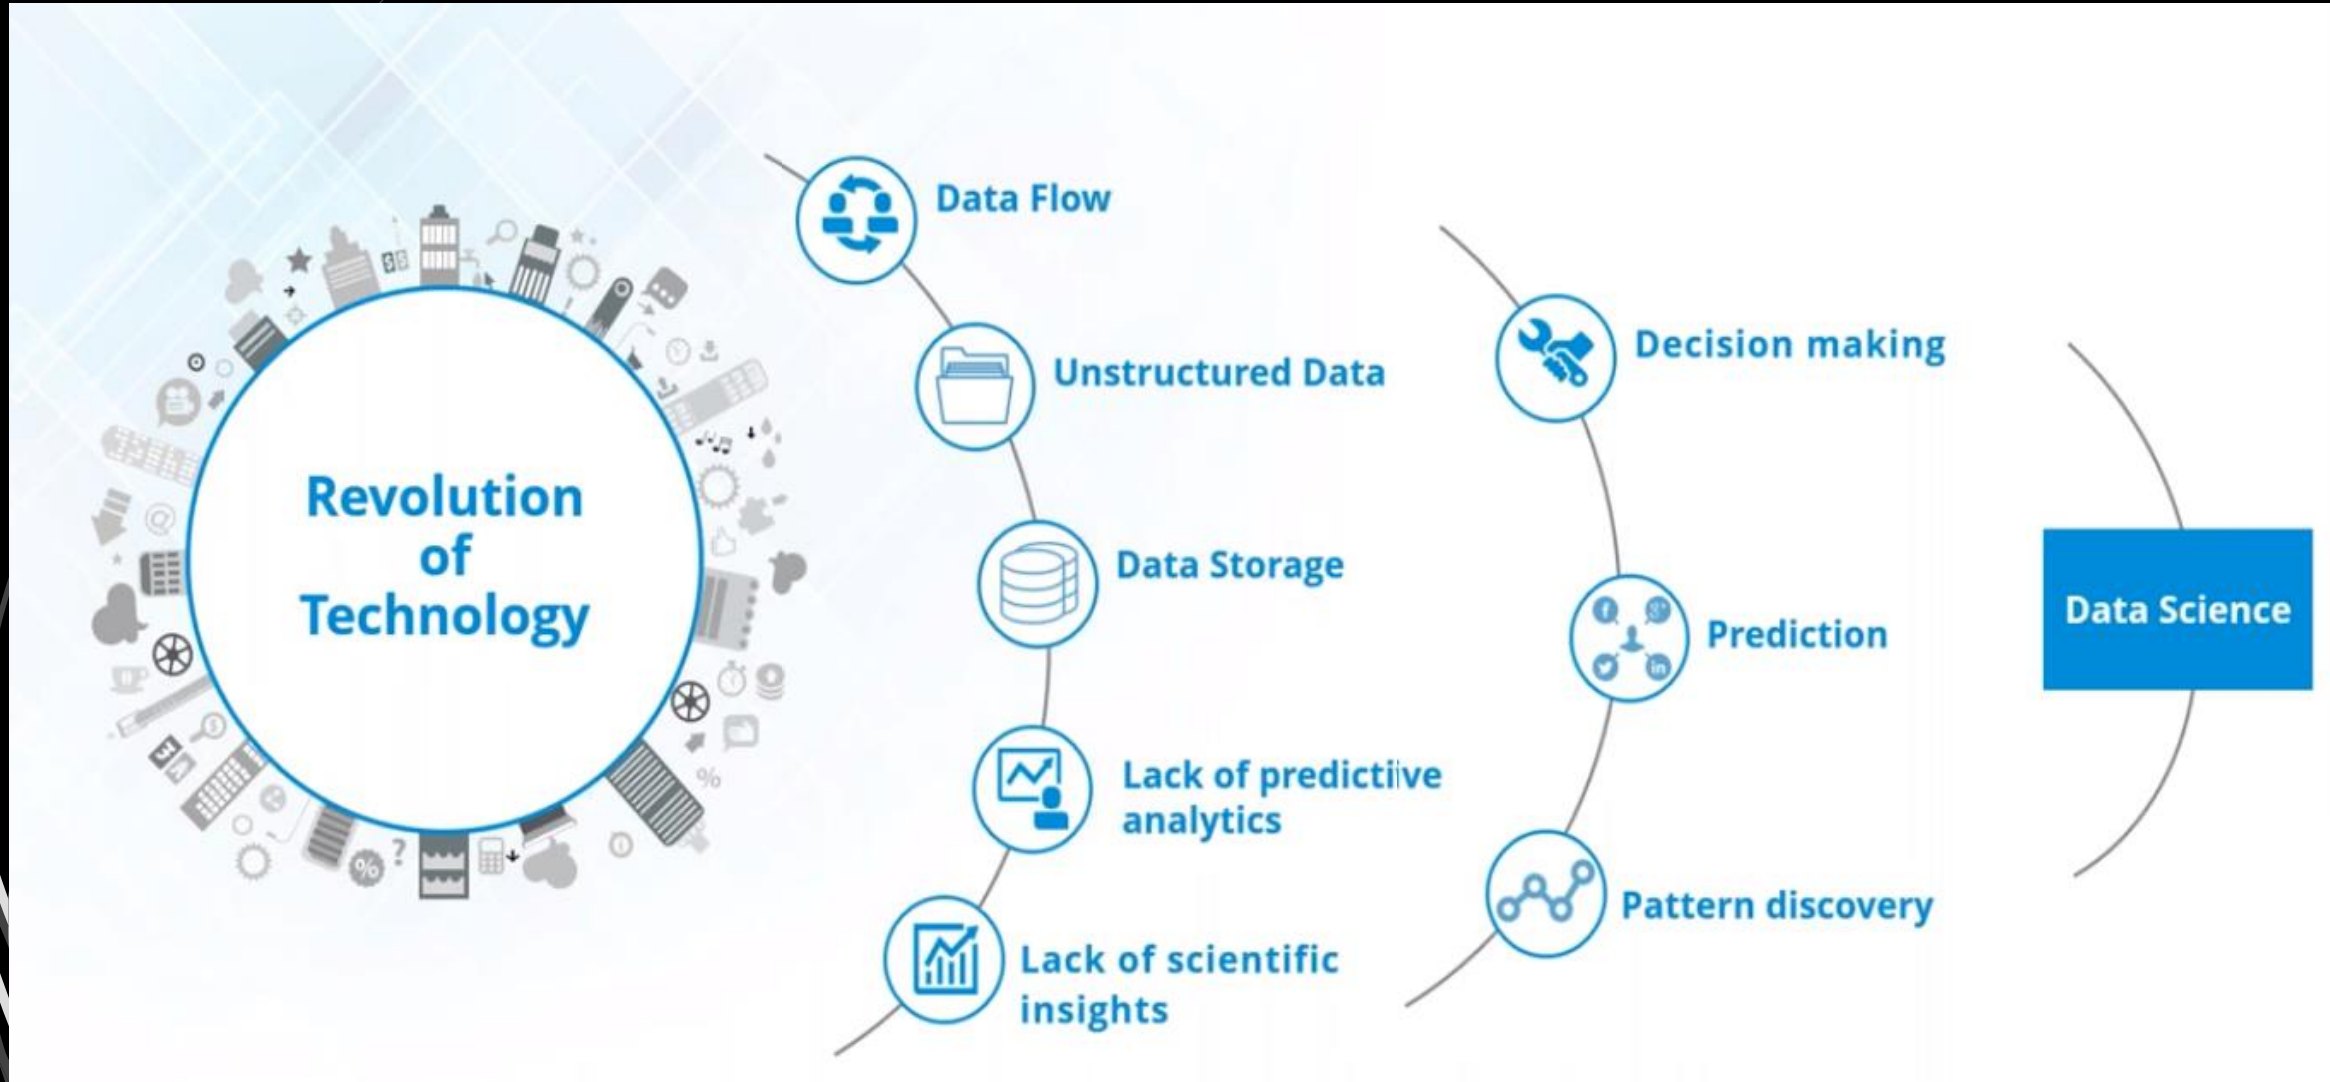 Revolution
of
Technology
Data Flow
Unstructured Data
Data Storage
Lack of predictive
analytics
Lack of scientific
insights
Decision making
Prediction
Pattern discovery
Data Science